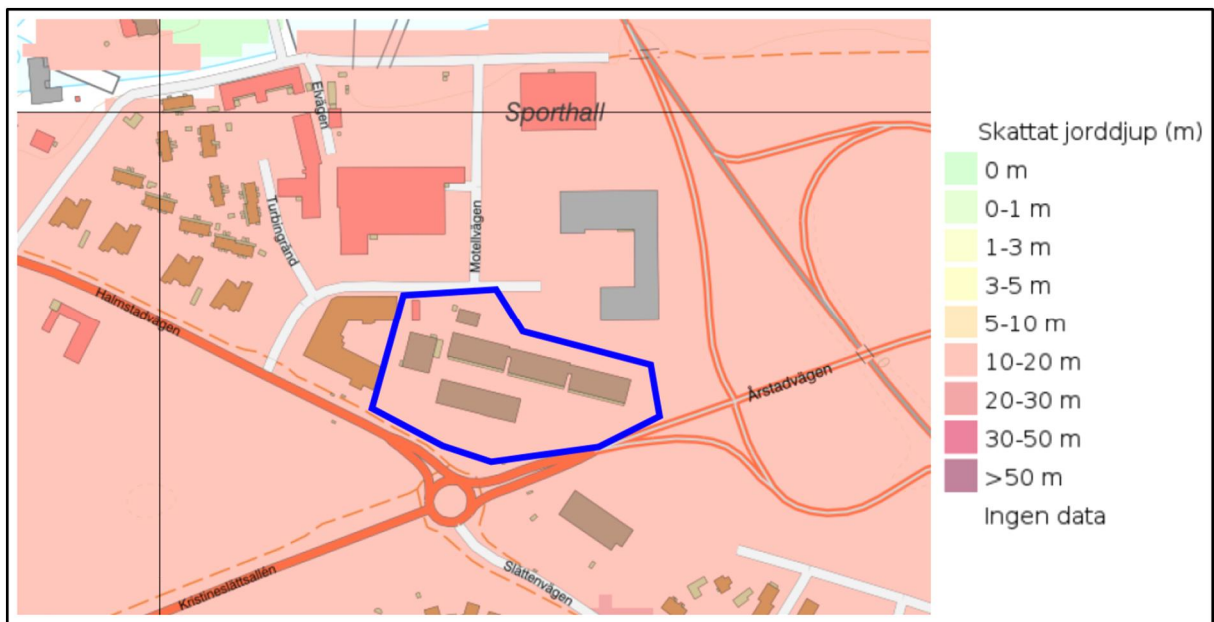 Elvägen
Sporthall
Turbingränd
Motellvägen
Halmstadvägen
Årstadvägen
Kristineslättsallén
Slättenvägen
Skattat jorddjup (m)
0 m
0-1 m
1-3 m
3-5 m
5-10 m
10-20 m
20-30 m
30-50 m
>50 m
Ingen data